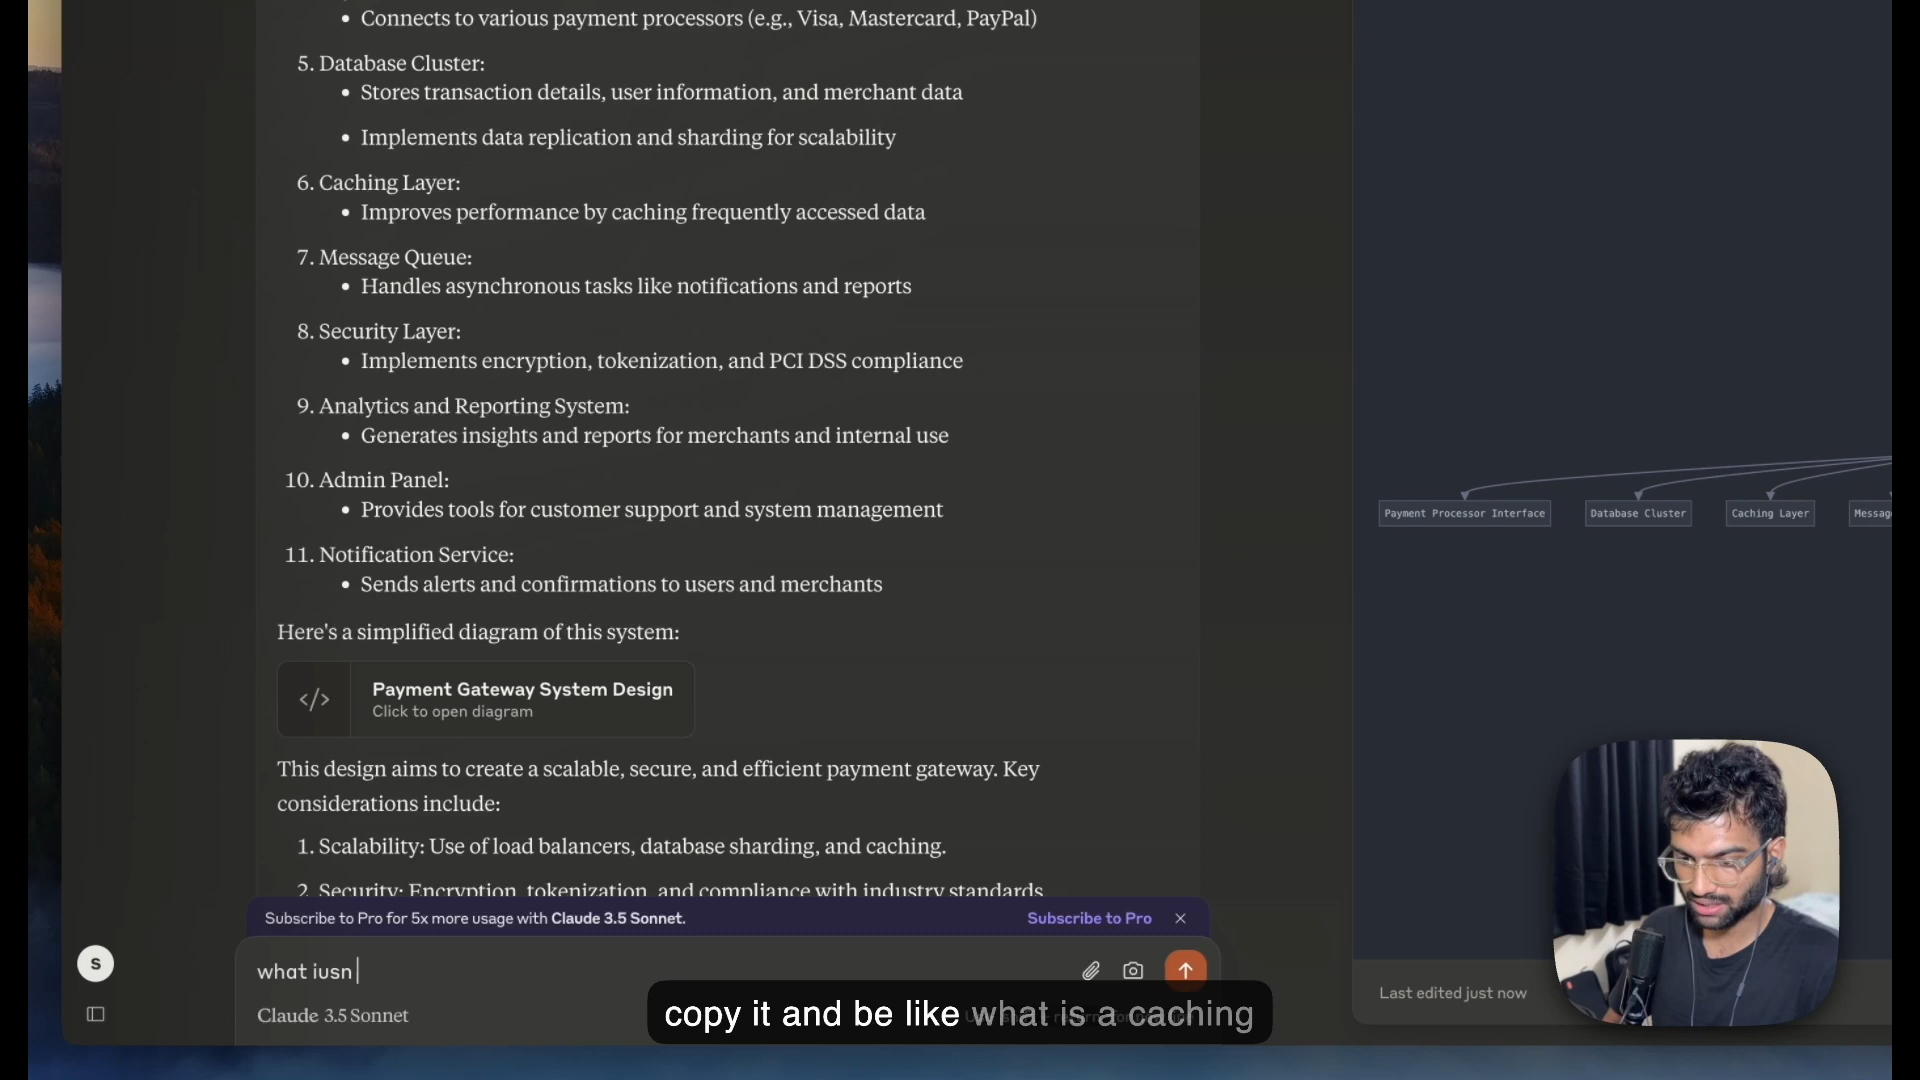 • Connects to various payment processors (e.g., Visa, Mastercard, PayPal)
5. Database Cluster:
• Stores transaction details, user information, and merchant data
• Implements data replication and sharding for scalability
6. Caching Layer:
• Improves performance by caching frequently accessed data
7. Message Queue:
• Handles asynchronous tasks like notifications and reports
8. Security Layer:
• Implements encryption, tokenization, and PCI DSS compliance
9. Analytics and Reporting System:
• Generates insights and reports for merchants and internal use
10. Admin Panel:
• Provides tools for customer support and system management
11. Notification Service:
• Sends alerts and confirmations to users and merchants
Here's a simplified diagram of this system:
</>
Payment Gateway System Design
Click to open diagram
This design aims to create a scalable, secure, and efficient payment gateway. Key
considerations include:
1. Scalability: Use of load balancers, database sharding, and caching.
2. Security: Encryption, tokenization, and compliance with industry standards
Subscribe to Pro for 5x more usage with Claude 3.5 Sonnet.
Subscribe to Pro
S
what iusn
Claude 3.5 Sonnet
copy it and be like what is a caching
Payment Processor Interface
Database Cluster
Caching Layer
Messag
Last edited just now